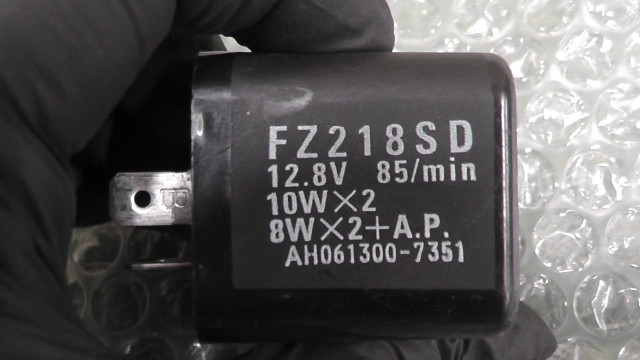 FZ218SD
12.8V 85/min
10W×2
8W×2+A.P.
AH061300-7351
B